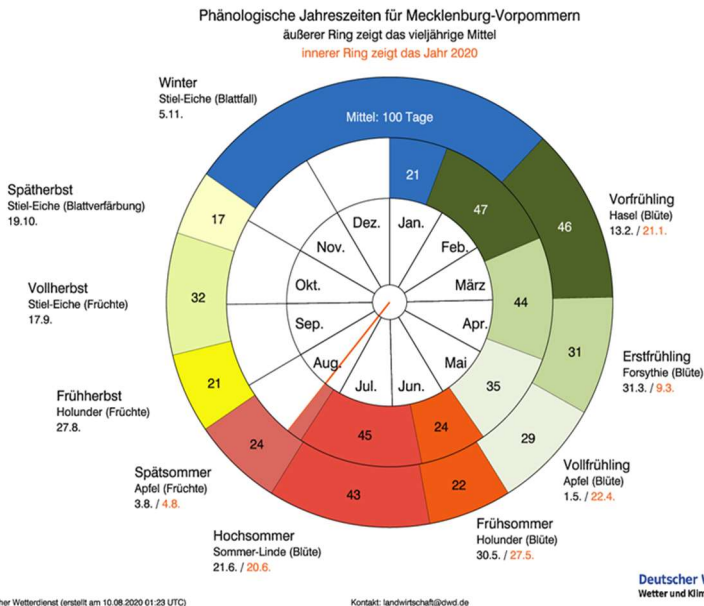 Phänologische Jahreszeiten für Mecklenburg-Vorpommern
äußerer Ring zeigt das vieljährige Mittel
innerer Ring zeigt das Jahr 2020
Winter
Stiel-Eiche (Blattfall)
5.11.
Mittel: 100 Tage
Spätherbst
Stiel-Eiche (Blattverfärbung)
19.10.
17
21
47
46
Vorfrühling
Hasel (Blüte)
13.2. / 21.1.
Dez.
Jan.
Nov.
Feb.
Okt.
März
Sep.
Apr.
Aug.
Mai
Jul.
Jun.
Vollherbst
Stiel-Eiche (Früchte)
17.9.
32
44
31
Erstfrühling
Forsythie (Blüte)
31.3. / 9.3.
Frühherbst
Holunder (Früchte)
27.8.
21
35
29
Vollfrühling
Apfel (Blüte)
1.5. / 22.4.
24
45
24
Spätsommer
Apfel (Früchte)
3.8. / 4.8.
43
22
Frühsommer
Holunder (Blüte)
30.5. / 27.5.
Hochsommer
Sommer-Linde (Blüte)
21.6. / 20.6.
Deutscher W
Wetter und Klim
her Wetterdienst (erstellt am 10.08.2020 01:23 UTC)
Kontakt: landwirtschaft@dwd.de